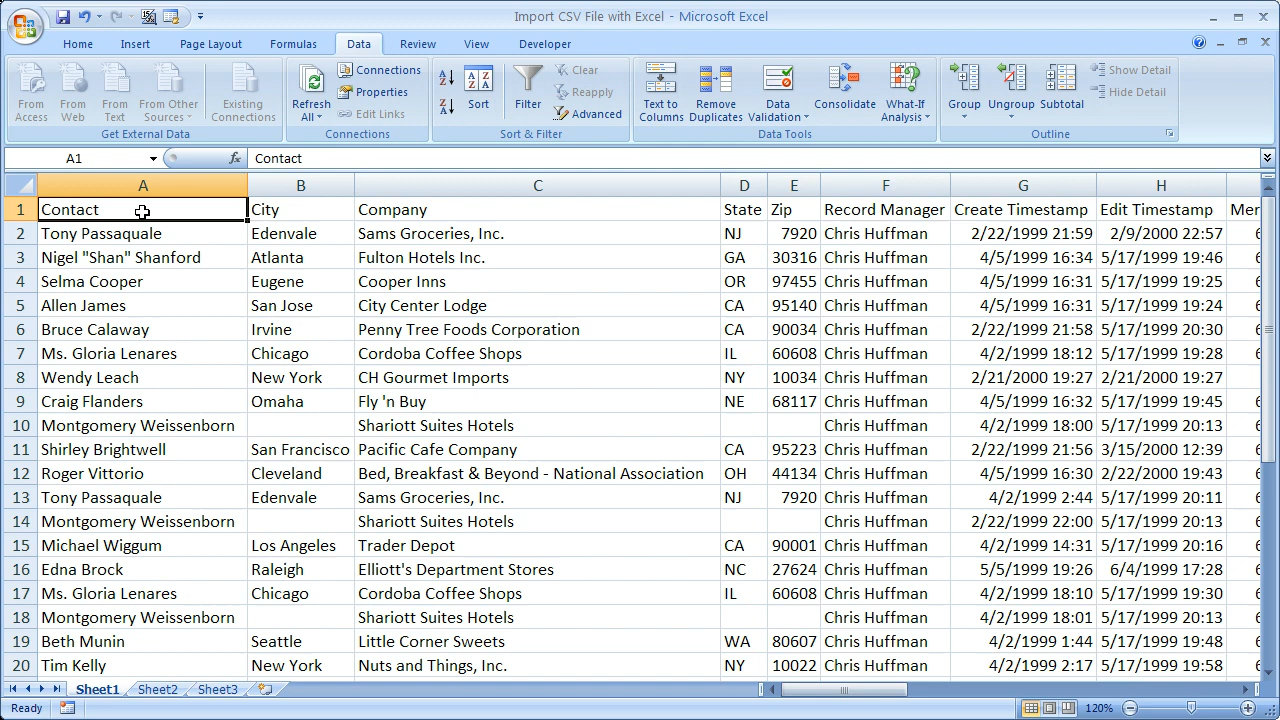 Import CSV File with Excel - Microsoft Excel
Home Insert Page Layout Formulas Data Review View Developer
From Access
From Web
From Text
From Other Sources
Existing Connections
Get External Data
Refresh All
Connections
Properties
Edit Links
Connections
Sort
Filter
Clear
Reapply
Advanced
Sort & Filter
Text to Columns
Remove Duplicates
Data Validation
Consolidate
What-If Analysis
Data Tools
Group
Ungroup
Subtotal
Show Detail
Hide Detail
Outline
A1 fx Contact
A B C D E F G H
1 Contact City Company State Zip Record Manager Create Timestamp Edit Timestamp Mer
2 Tony Passaquale Edenvale Sams Groceries, Inc. NJ 7920 Chris Huffman 2/22/1999 21:59 2/9/2000 22:57
3 Nigel "Shan" Shanford Atlanta Fulton Hotels Inc. GA 30316 Chris Huffman 4/5/1999 16:34 5/17/1999 19:46
4 Selma Cooper Eugene Cooper Inns OR 97455 Chris Huffman 4/5/1999 16:31 5/17/1999 19:25
5 Allen James San Jose City Center Lodge CA 95140 Chris Huffman 4/5/1999 16:31 5/17/1999 19:24
6 Bruce Calaway Irvine Penny Tree Foods Corporation CA 90034 Chris Huffman 2/22/1999 21:58 5/17/1999 20:30
7 Ms. Gloria Lenares Chicago Cordoba Coffee Shops IL 60608 Chris Huffman 4/2/1999 18:12 5/17/1999 19:28
8 Wendy Leach New York CH Gourmet Imports NY 10034 Chris Huffman 2/21/2000 19:27 2/21/2000 19:27
9 Craig Flanders Omaha Fly 'n Buy NE 68117 Chris Huffman 4/5/1999 16:32 5/17/1999 19:45
10 Montgomery Weissenborn Shariott Suites Hotels Chris Huffman 4/2/1999 18:00 5/17/1999 20:13
11 Shirley Brightwell San Francisco Pacific Cafe Company CA 95223 Chris Huffman 2/22/1999 21:56 3/15/2000 12:39
12 Roger Vittorio Cleveland Bed, Breakfast & Beyond - National Association OH 44134 Chris Huffman 4/5/1999 16:30 2/22/2000 19:43
13 Tony Passaquale Edenvale Sams Groceries, Inc. NJ 7920 Chris Huffman 4/2/1999 2:44 5/17/1999 20:11
14 Montgomery Weissenborn Shariott Suites Hotels Chris Huffman 2/22/1999 22:00 5/17/1999 20:13
15 Michael Wiggum Los Angeles Trader Depot CA 90001 Chris Huffman 4/2/1999 14:31 5/17/1999 20:16
16 Edna Brock Raleigh Elliott's Department Stores NC 27624 Chris Huffman 5/5/1999 19:26 6/4/1999 17:28
17 Ms. Gloria Lenares Chicago Cordoba Coffee Shops IL 60608 Chris Huffman 4/2/1999 18:10 5/17/1999 19:30
18 Montgomery Weissenborn Shariott Suites Hotels Chris Huffman 4/2/1999 18:01 5/17/1999 20:13
19 Beth Munin Seattle Little Corner Sweets WA 80607 Chris Huffman 4/2/1999 1:44 5/17/1999 19:48
20 Tim Kelly New York Nuts and Things, Inc. NY 10022 Chris Huffman 4/2/1999 2:17 5/17/1999 19:58
Sheet1 Sheet2 Sheet3
Ready 120%